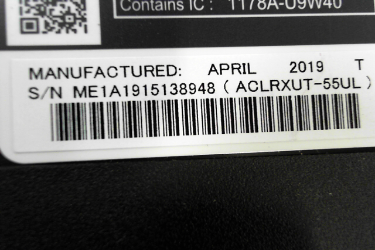 Contains IC : 1178A-U9W40
MANUFACTURED: APRIL 2019 T
S/N ME1A1915138948 ( ACLRXUT-55UL )